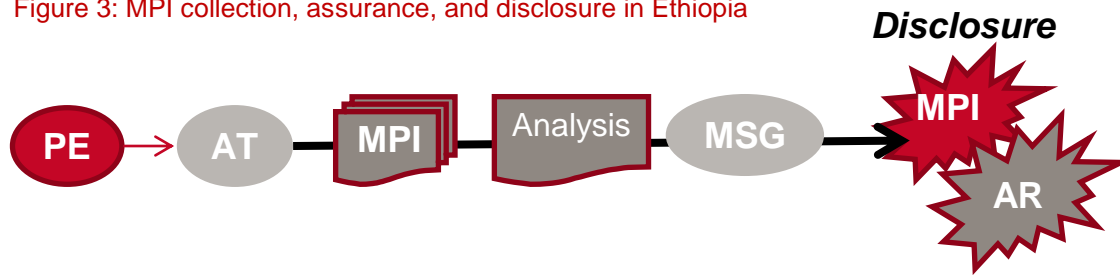 Figure 3: MPI collection, assurance, and disclosure in Ethiopia
Disclosure
PE
AT
MPI
Analysis
MSG
MPI
AR